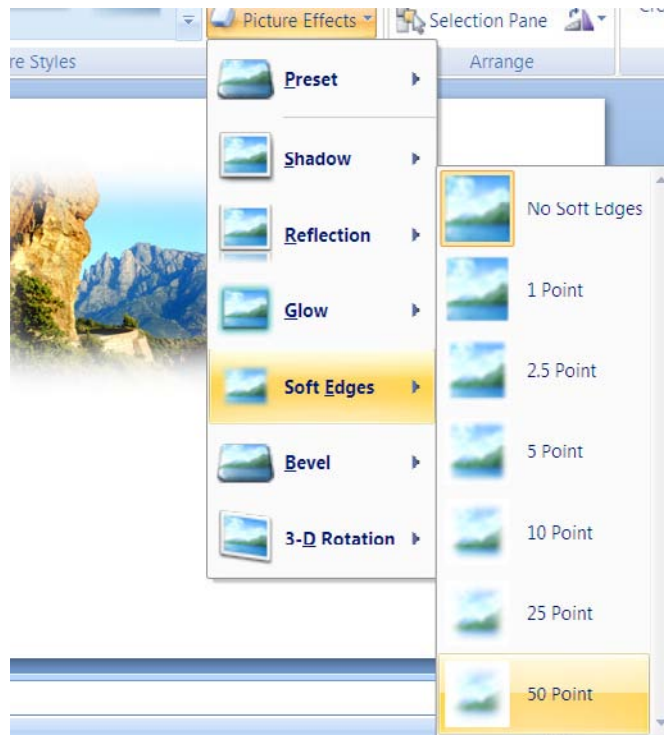 Picture Effects
Selection Pane
re Styles
Arrange
Preset
Shadow
Reflection
Glow
Soft Edges
Bevel
3-D Rotation
No Soft Edges
1 Point
2.5 Point
5 Point
10 Point
25 Point
50 Point